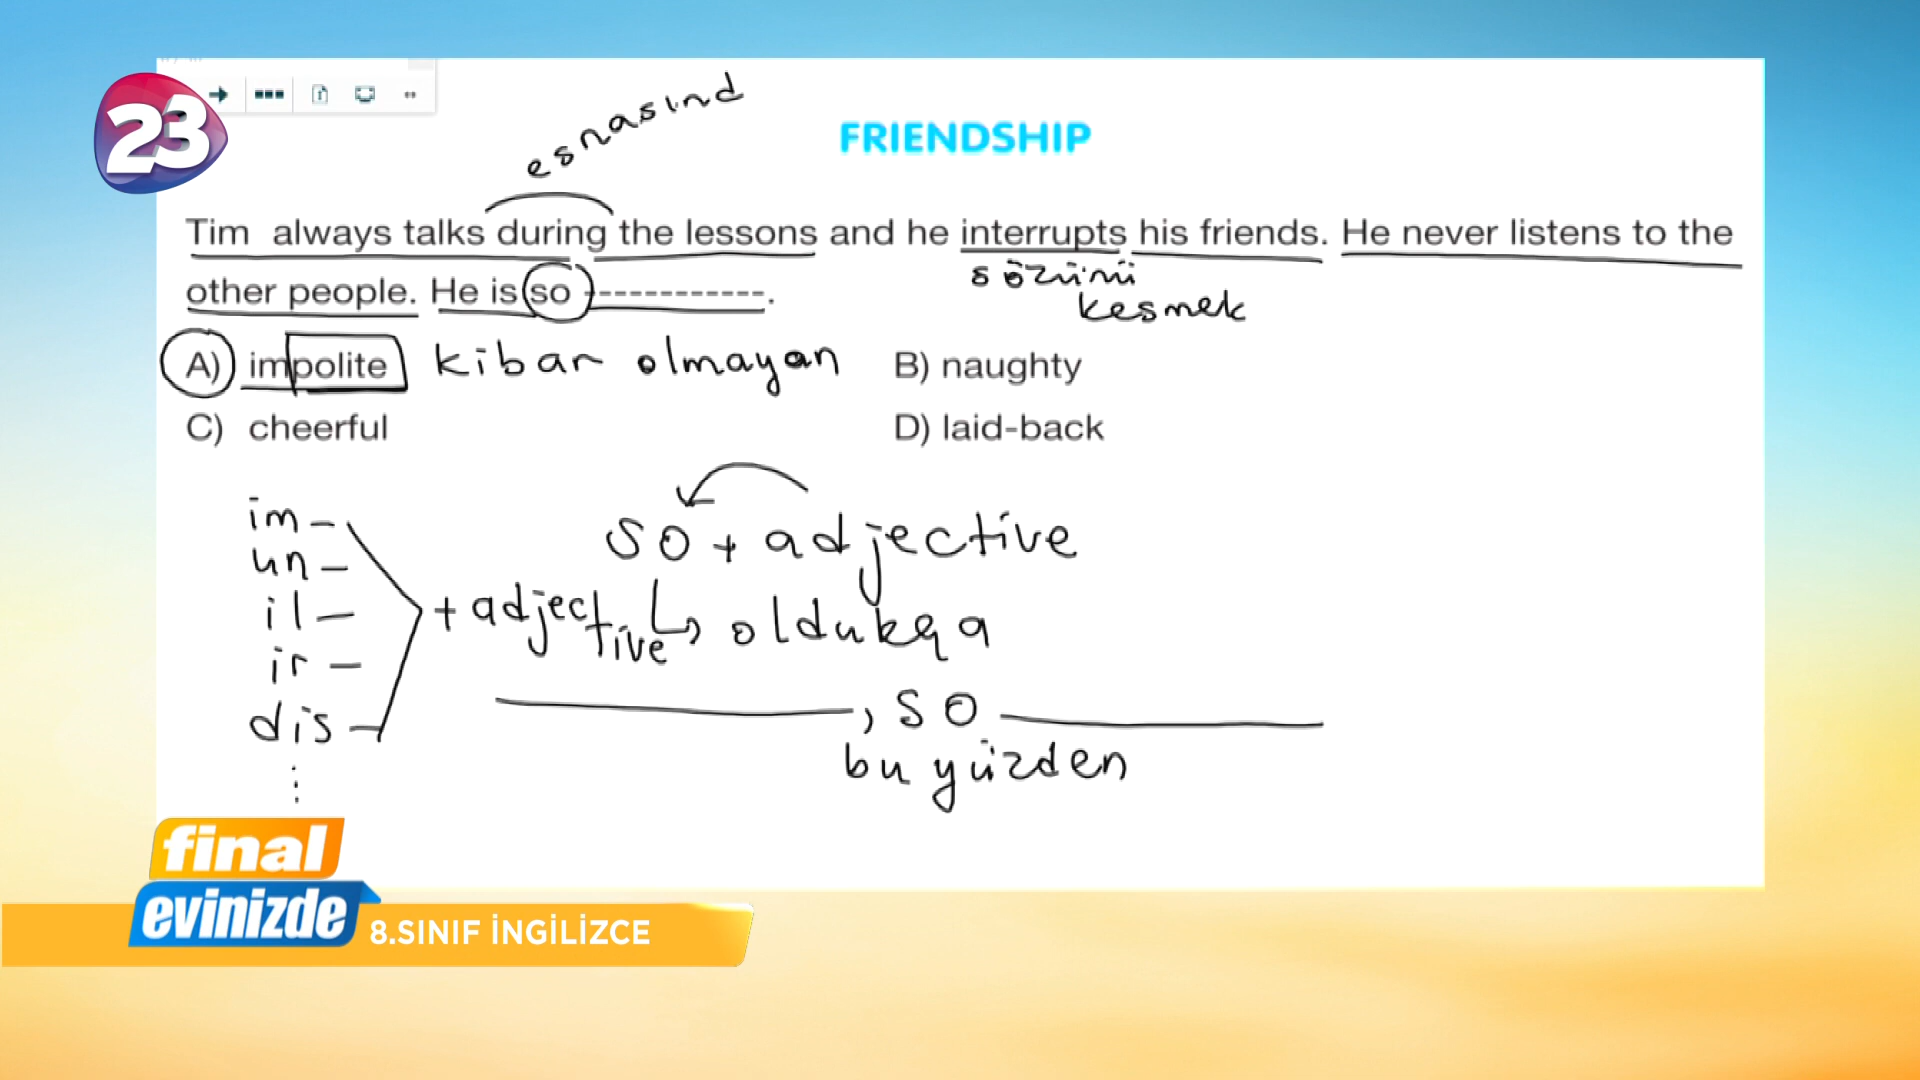 23
esnasınd
FRIENDSHIP
Tim always talks during the lessons and he interrupts his friends. He never listens to the
sözünü
other people. He is so -------------.
kesmek
A) impolite kibar olmayan B) naughty
C) cheerful D) laid-back
im -
so + adjective
un -
il - + adjective
oldukça
ir -
dis -
, so
bu yüzden
final
evinizde
8.SINIF İNGİLİZCE